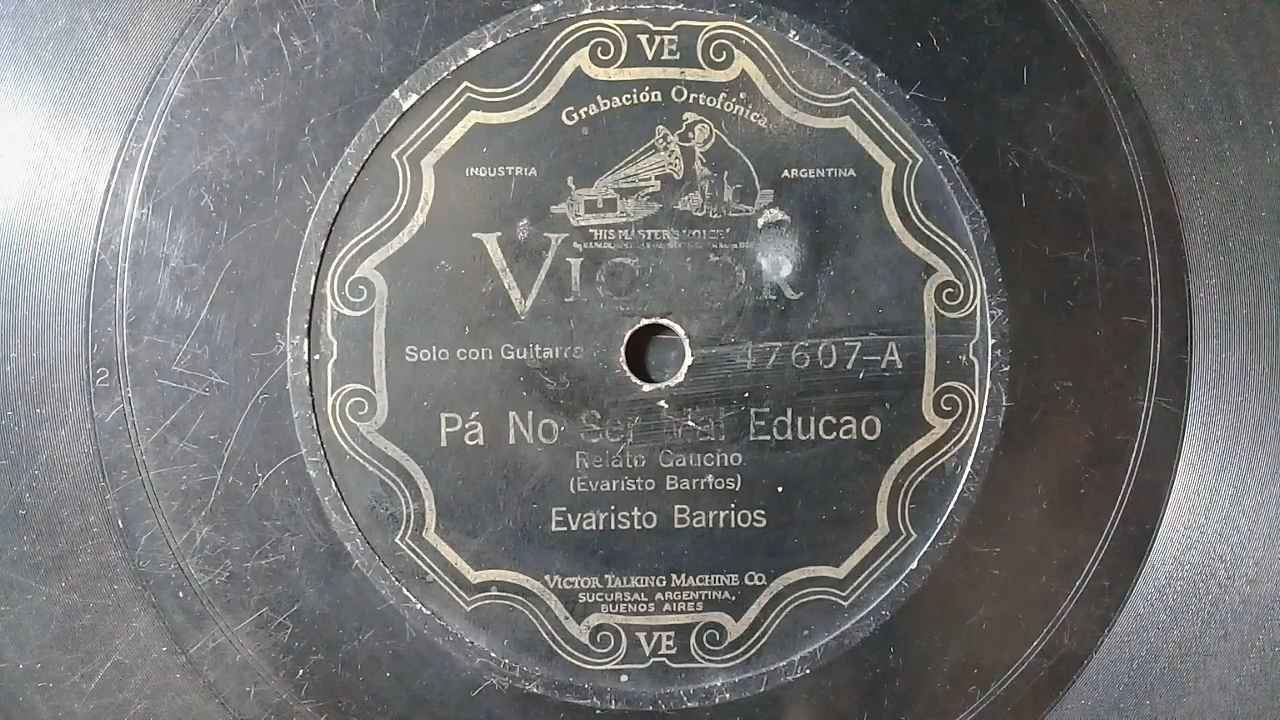 VE
Grabación Ortofónica
INDUSTRIA ARGENTINA
"HIS MASTER'S VOICE"
VICTOR
Solo con Guitarra 47607-A
2
Pá No Ser Mal Educao
Relato Gaucho
(Evaristo Barrios)
Evaristo Barrios
VICTOR TALKING MACHINE CO.
SUCURSAL ARGENTINA,
BUENOS AIRES
VE